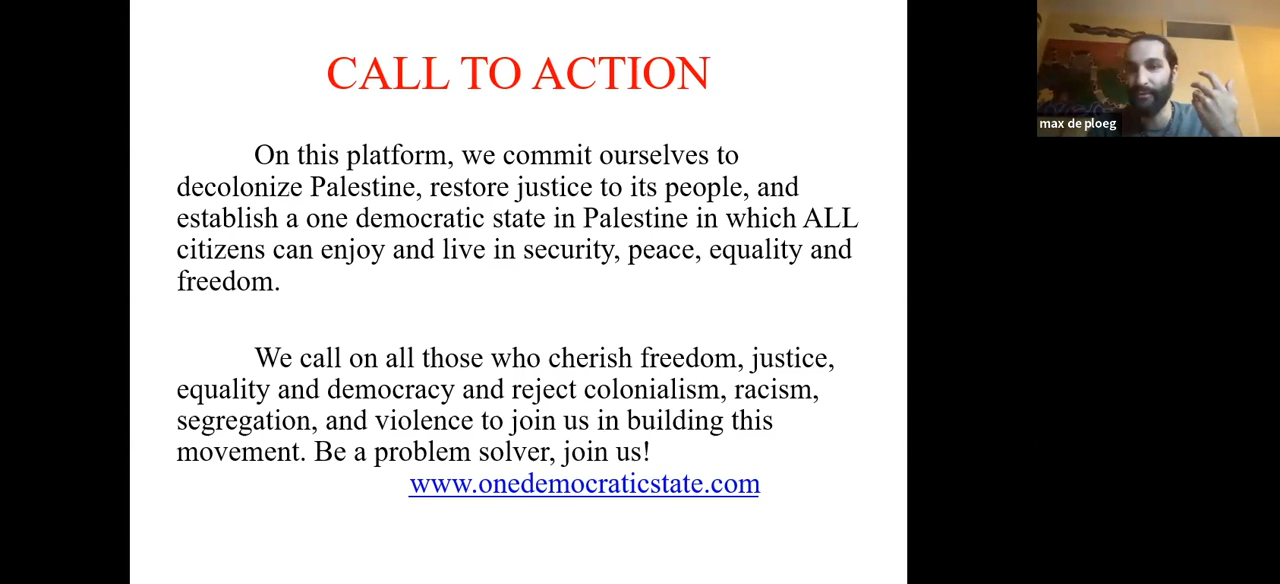 CALL TO ACTION
On this platform, we commit ourselves to
decolonize Palestine, restore justice to its people, and
establish a one democratic state in Palestine in which ALL
citizens can enjoy and live in security, peace, equality and
freedom.
We call on all those who cherish freedom, justice,
equality and democracy and reject colonialism, racism,
segregation, and violence to join us in building this
movement. Be a problem solver, join us!
www.onedemocraticstate.com
max de ploeg